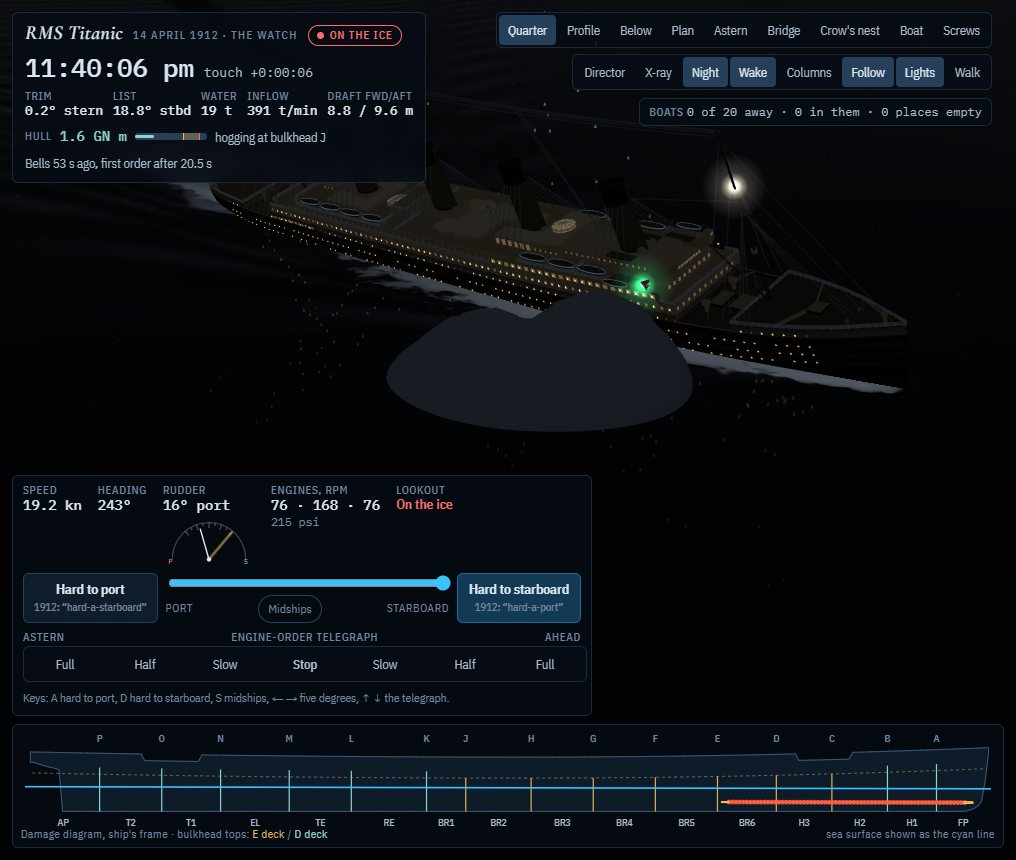 RMS Titanic 14 APRIL 1912 · THE WATCH ON THE ICE
11:40:06 pm touch +0:00:06
TRIM LIST WATER INFLOW DRAFT FWD/AFT
0.2° stern 18.8° stbd 19 t 391 t/min 8.8 / 9.6 m
HULL 1.6 GN m hogging at bulkhead J
Bells 53 s ago, first order after 20.5 s
Quarter Profile Below Plan Astern Bridge Crow's nest Boat Screws
Director X-ray Night Wake Columns Follow Lights Walk
BOATS 0 of 20 away · 0 in them · 0 places empty
SPEED HEADING RUDDER ENGINES, RPM LOOKOUT
19.2 kn 243° 16° port 76 · 168 · 76 On the ice
215 psi
P S
Hard to port
1912: “hard-a-starboard”
PORT Midships STARBOARD
Hard to starboard
1912: “hard-a-port”
ASTERN ENGINE-ORDER TELEGRAPH AHEAD
Full Half Slow Stop Slow Half Full
Keys: A hard to port, D hard to starboard, S midships, ← → five degrees, ↑ ↓ the telegraph.
P O N M L K J H G F E D C B A
AP T2 T1 EL TE RE BR1 BR2 BR3 BR4 BR5 BR6 H3 H2 H1 FP
Damage diagram, ship's frame · bulkhead tops: E deck / D deck
sea surface shown as the cyan line